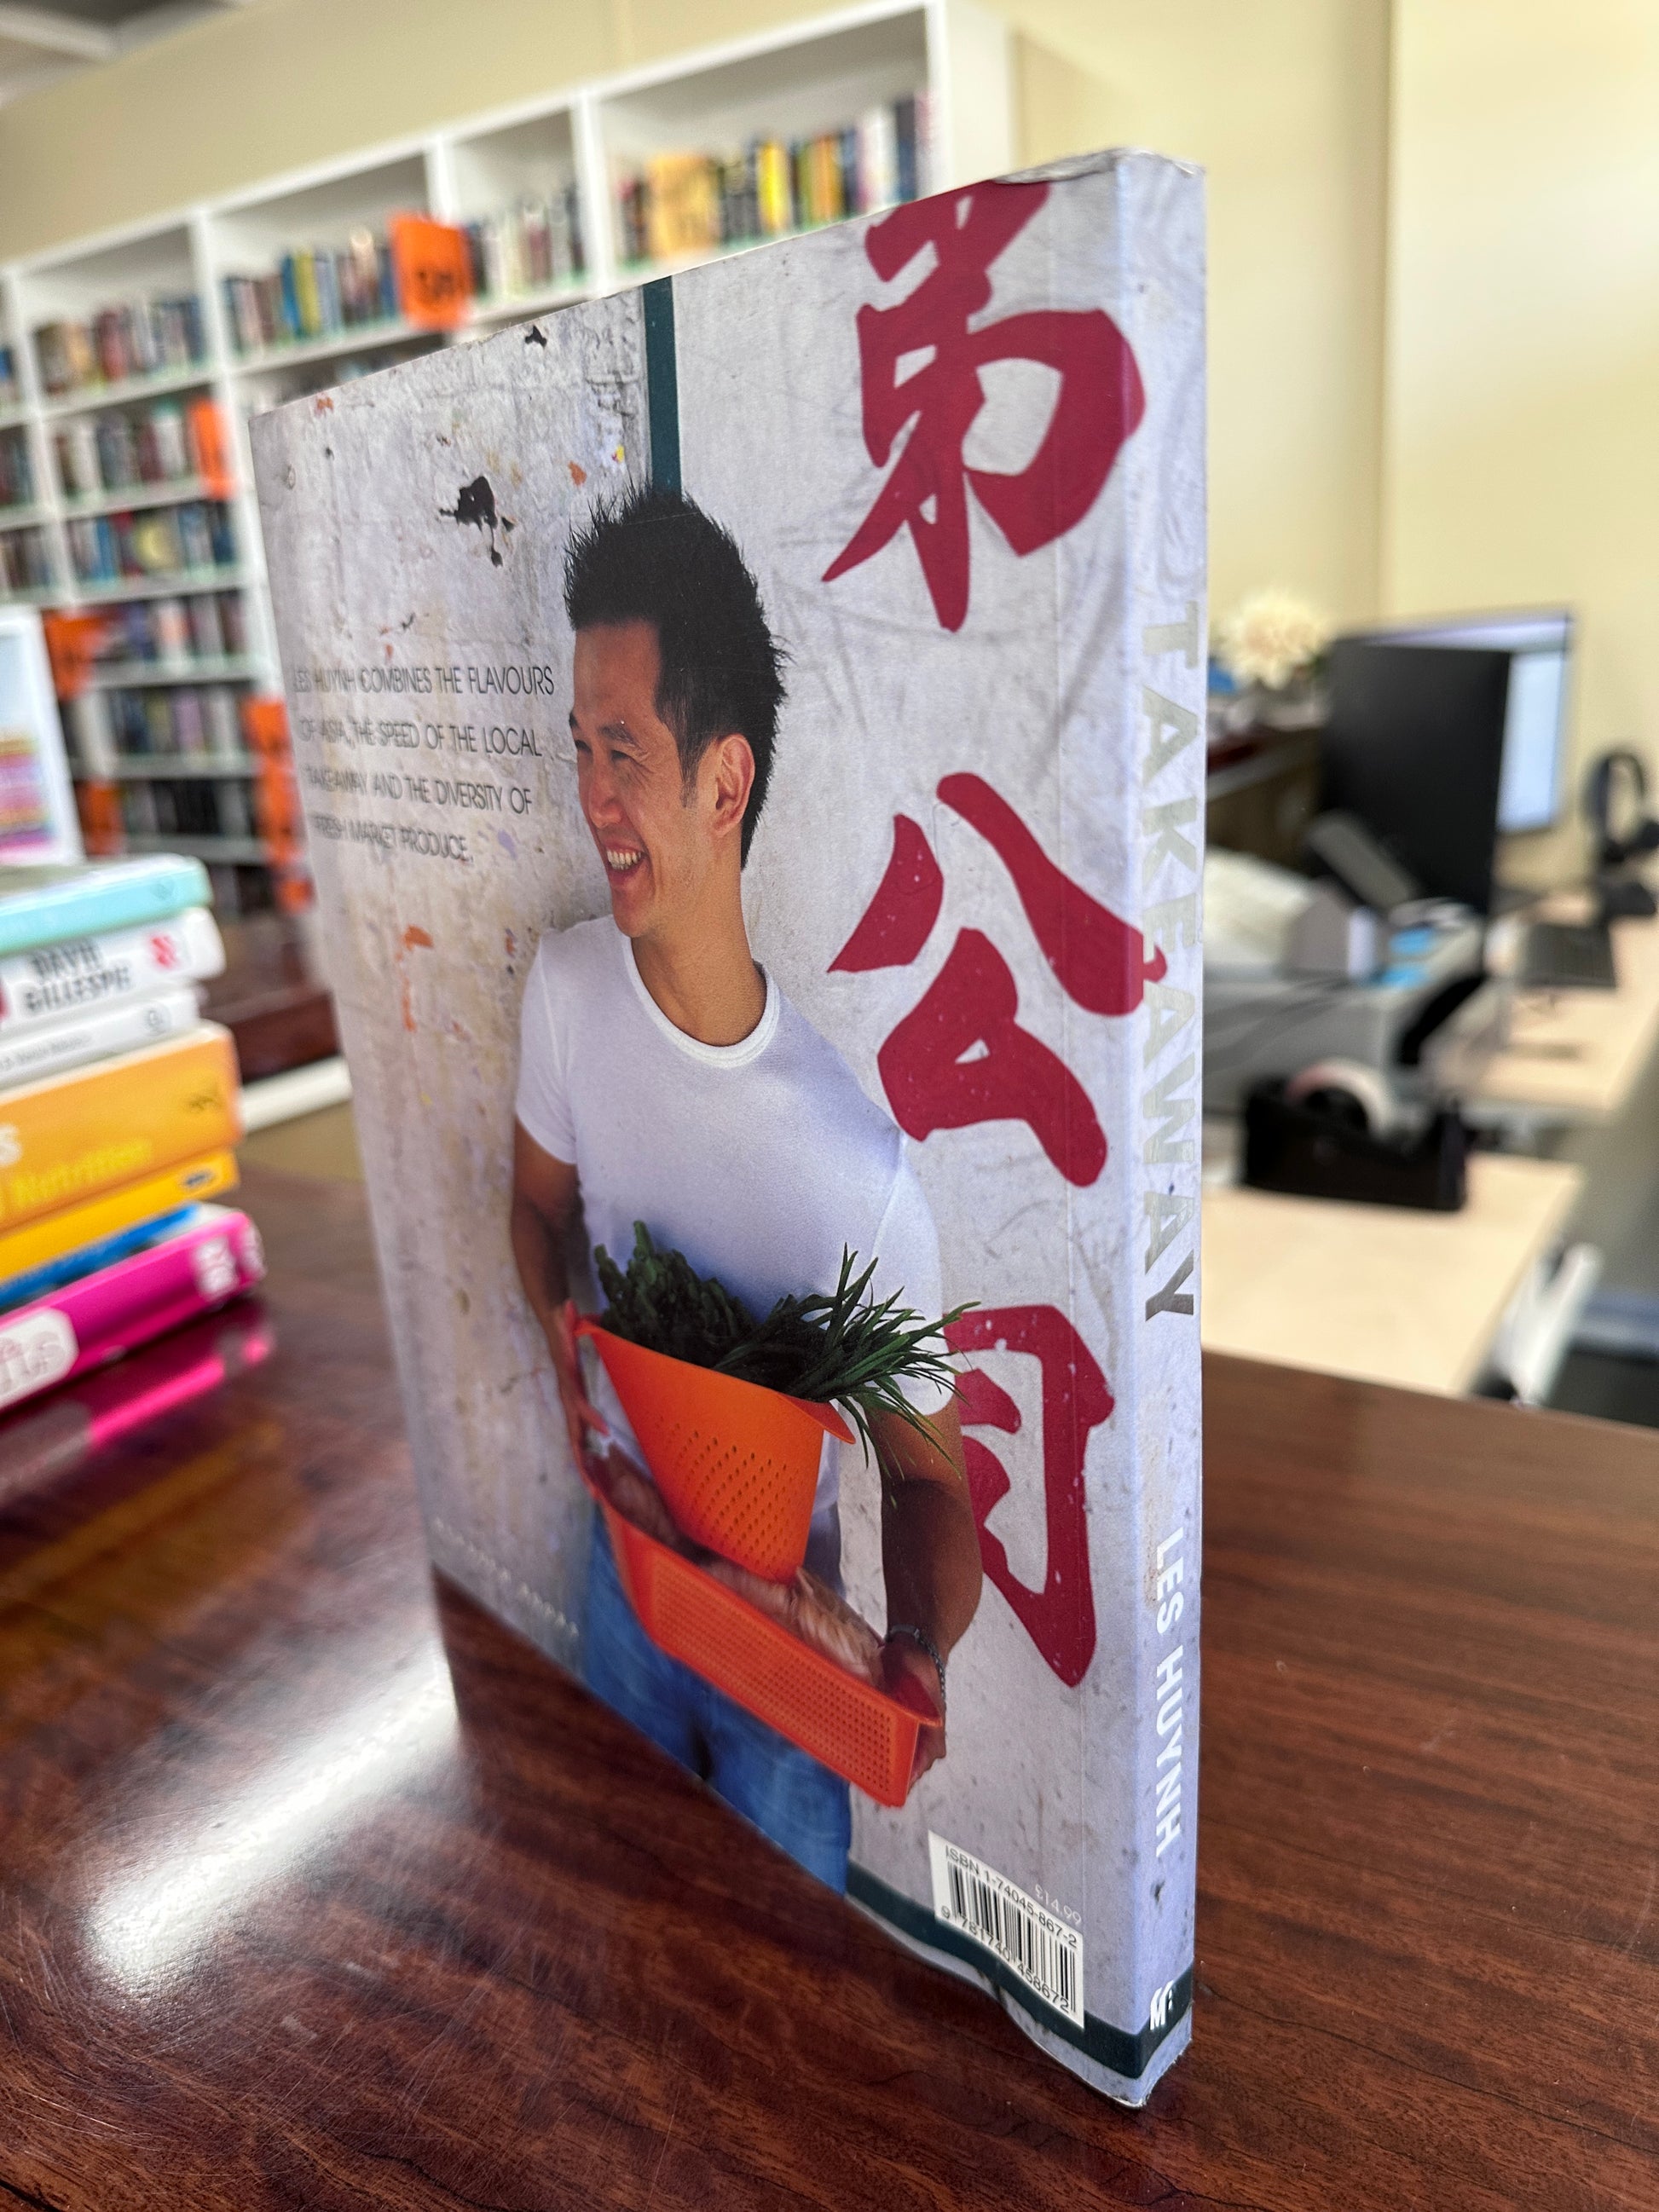 LES HUYNH COMBINES THE FLAVOURS
OF ASIA, THE SPEED OF THE LOCAL
TAKEAWAY AND THE DIVERSITY OF
FRESH MARKET PRODUCE.
弟
公
司
TAKEAWAY
LES HUYNH
£14.99
ISBN 1-74045-867-2
9 781740 458672
DAVID
GILLESPIE
Nutrition